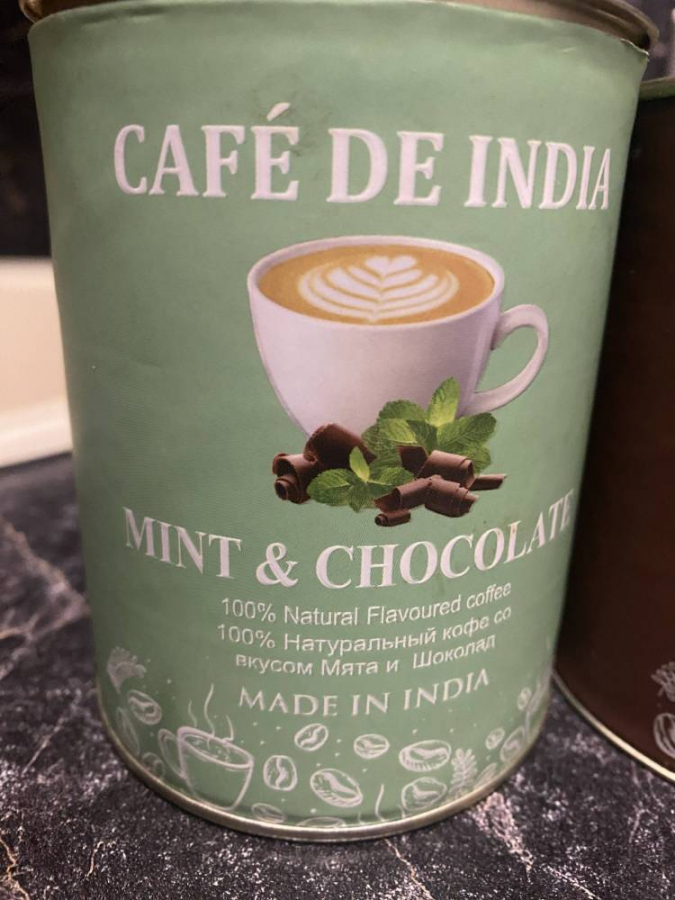 CAFÉ DE INDIA
MINT & CHOCOLATE
100% Natural Flavoured coffee
100% Натуральный кофе со
вкусом Мята и Шоколад
MADE IN INDIA